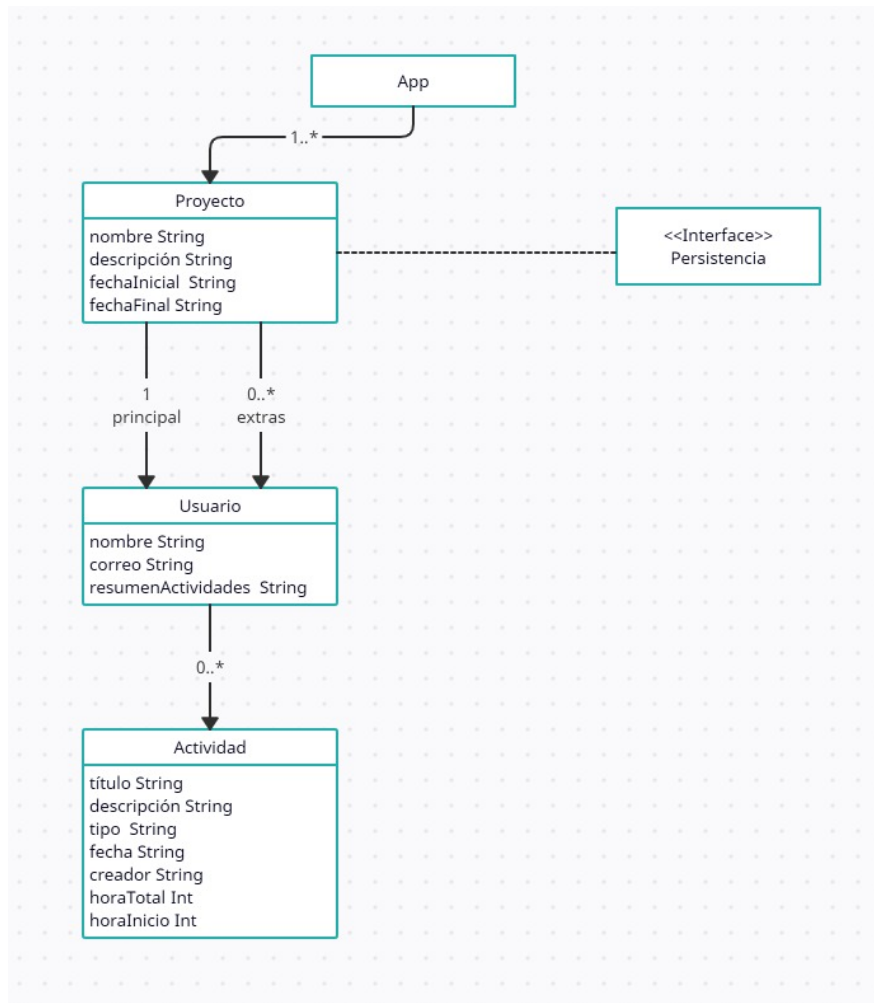 App
1..*
Proyecto
nombre String
descripción String
fechaInicial  String
fechaFinal String
<<Interface>>
Persistencia
1
principal
0..*
extras
Usuario
nombre String
correo String
resumenActividades  String
0..*
Actividad
título String
descripción String
tipo  String
fecha String
creador String
horaTotal Int
horaInicio Int